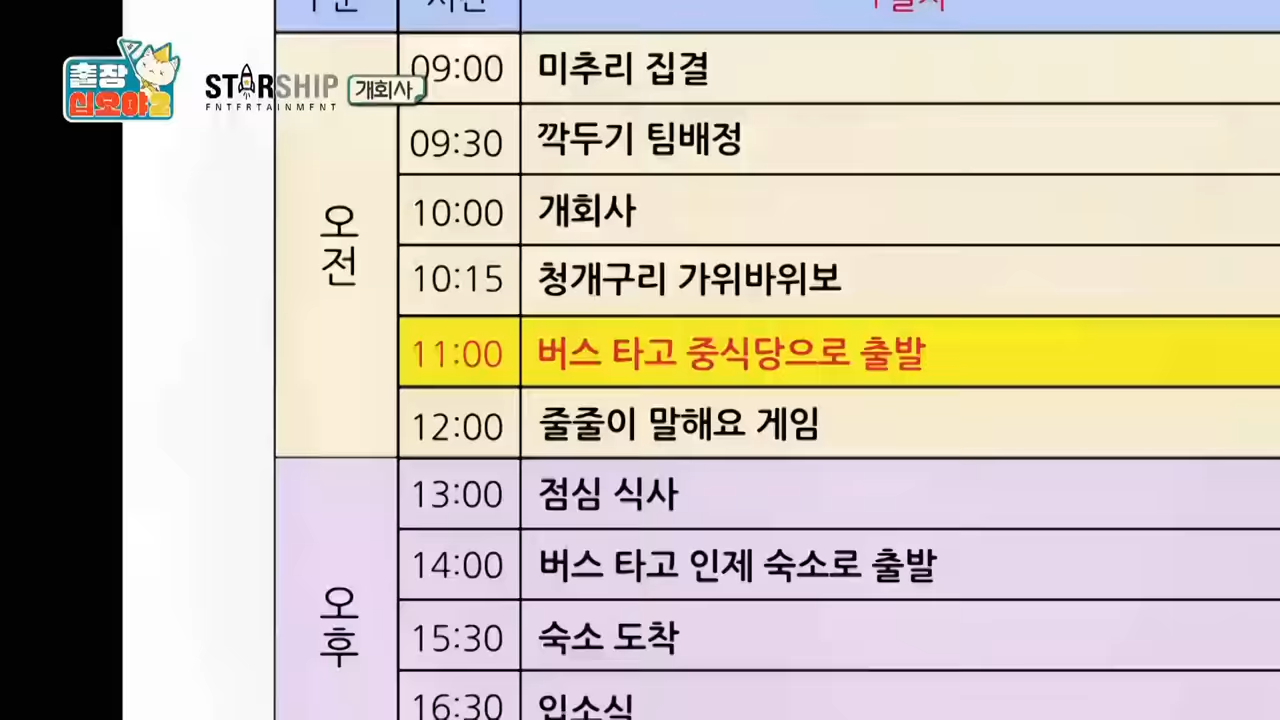 출장
십오야2
STARSHIP
ENTERTAINMENT
개회사
오전
09:00 미추리 집결
09:30 깍두기 팀배정
10:00 개회사
10:15 청개구리 가위바위보
11:00 버스 타고 중식당으로 출발
12:00 줄줄이 말해요 게임
오후
13:00 점심 식사
14:00 버스 타고 인제 숙소로 출발
15:30 숙소 도착
16:30 입소식